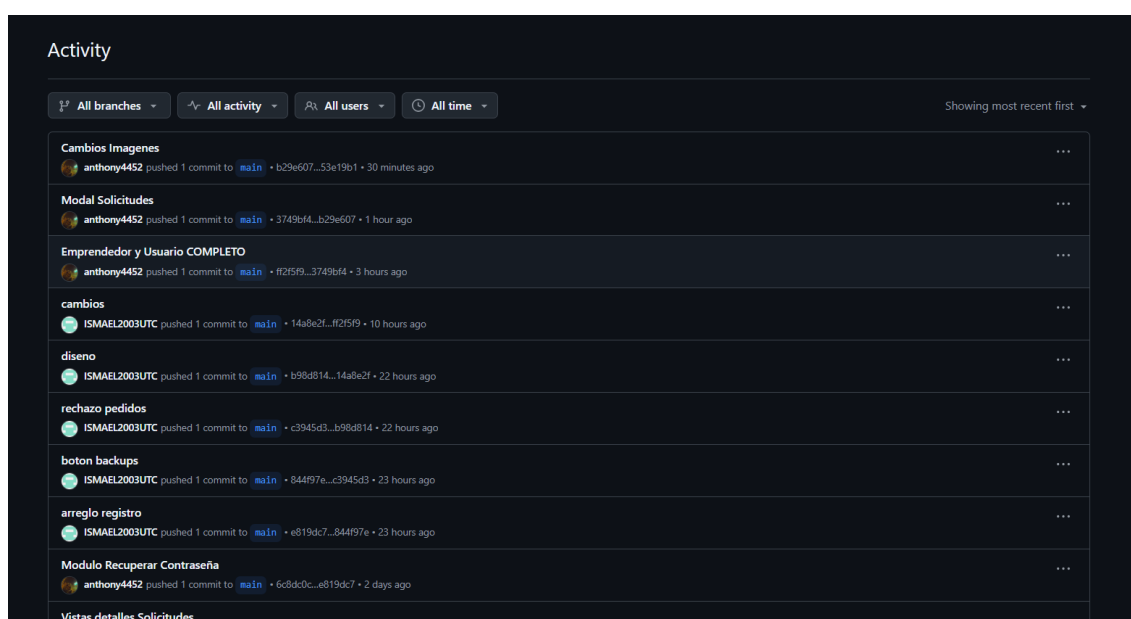 Activity
All branches All activity All users All time Showing most recent first
Cambios Imagenes
anthony4452 pushed 1 commit to main • b29e607...53e19b1 • 30 minutes ago
Modal Solicitudes
anthony4452 pushed 1 commit to main • 3749bf4...b29e607 • 1 hour ago
Emprendedor y Usuario COMPLETO
anthony4452 pushed 1 commit to main • ff2f5f9...3749bf4 • 3 hours ago
cambios
ISMAEL2003UTC pushed 1 commit to main • 14a8e2f...ff2f5f9 • 10 hours ago
diseno
ISMAEL2003UTC pushed 1 commit to main • b98d814...14a8e2f • 22 hours ago
rechazo pedidos
ISMAEL2003UTC pushed 1 commit to main • c3945d3...b98d814 • 22 hours ago
boton backups
ISMAEL2003UTC pushed 1 commit to main • 844f97e...c3945d3 • 23 hours ago
arreglo registro
ISMAEL2003UTC pushed 1 commit to main • e819dc7...844f97e • 23 hours ago
Modulo Recuperar Contraseña
anthony4452 pushed 1 commit to main • 6c8dc0c...e819dc7 • 2 days ago
Vistas detalles Solicitudes